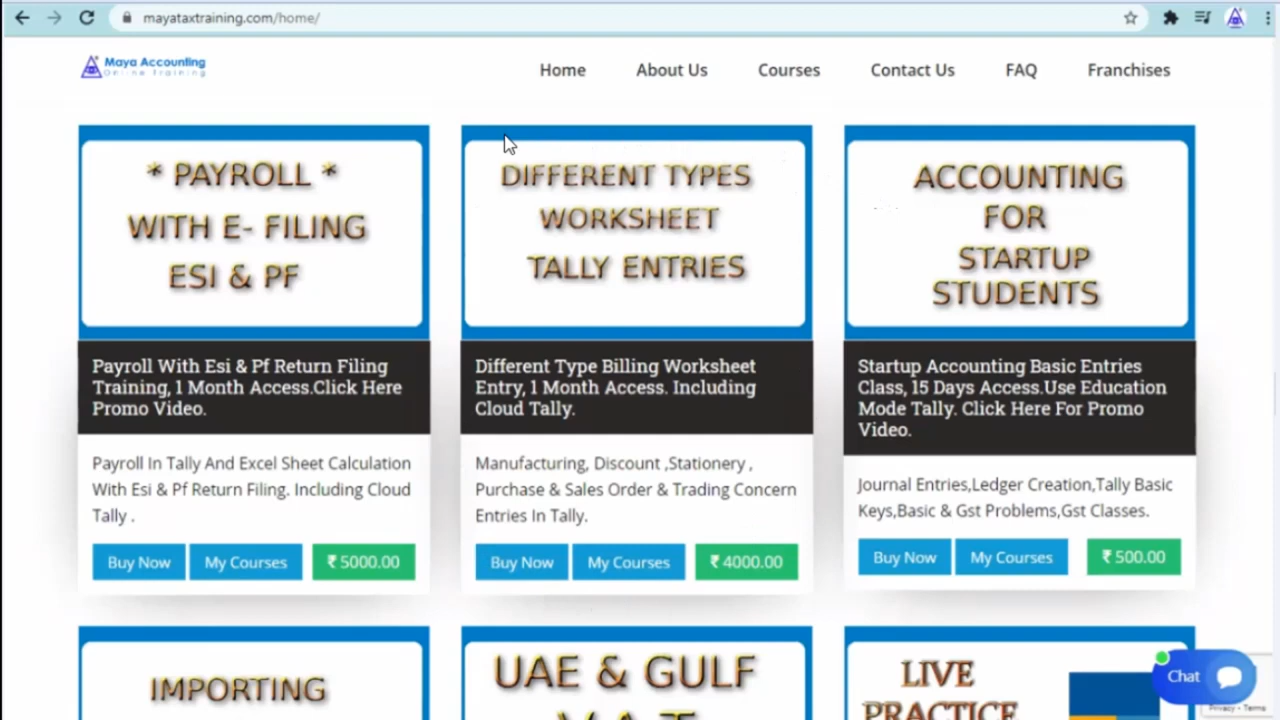 mayataxtraining.com/home/
Maya Accounting
Online Training
Home
About Us
Courses
Contact Us
FAQ
Franchises
* PAYROLL *
WITH E- FILING
ESI & PF
Payroll With Esi & Pf Return Filing
Training, 1 Month Access.Click Here
Promo Video.
Payroll In Tally And Excel Sheet Calculation
With Esi & Pf Return Filing. Including Cloud
Tally .
Buy Now
My Courses
₹ 5000.00
DIFFERENT TYPES
WORKSHEET
TALLY ENTRIES
Different Type Billing Worksheet
Entry, 1 Month Access. Including
Cloud Tally.
Manufacturing, Discount ,Stationery ,
Purchase & Sales Order & Trading Concern
Entries In Tally.
Buy Now
My Courses
₹ 4000.00
ACCOUNTING
FOR
STARTUP
STUDENTS
Startup Accounting Basic Entries
Class, 15 Days Access.Use Education
Mode Tally. Click Here For Promo
Video.
Journal Entries,Ledger Creation,Tally Basic
Keys,Basic & Gst Problems,Gst Classes.
Buy Now
My Courses
₹ 500.00
IMPORTING
UAE & GULF
VAT
LIVE
PRACTICE
Chat
Privacy - Terms